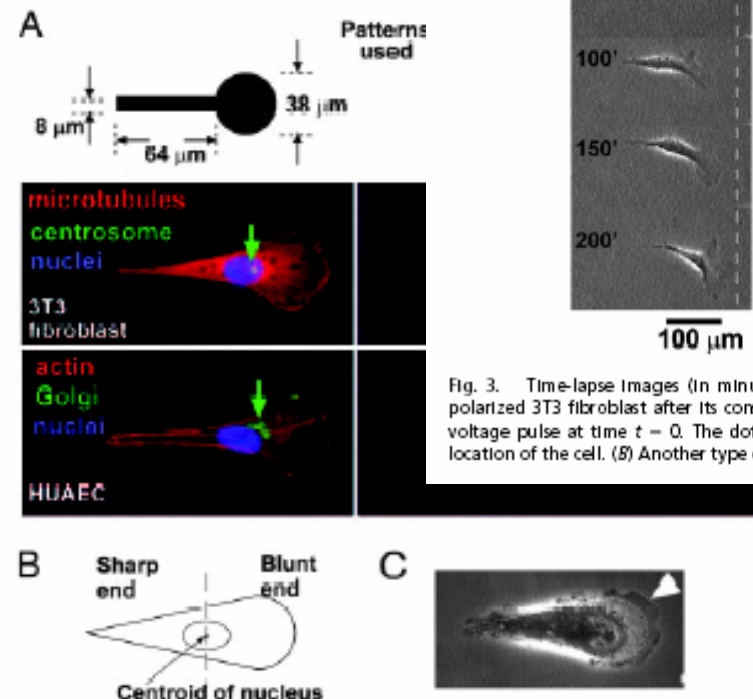 A
Patterns
used
8 μm
64 μm
38 μm
microtubules
centrosome
nuclei
3T3
fibroblast
actin
Golgi
nuclei
HUAEC
100'
150'
200'
100 μm
Fig. 3. Time-lapse images (in minu
polarized 3T3 fibroblast after its con
voltage pulse at time t = 0. The dot
location of the cell. (B) Another type
B
Sharp
end
Blunt
end
Centroid of nucleus
C